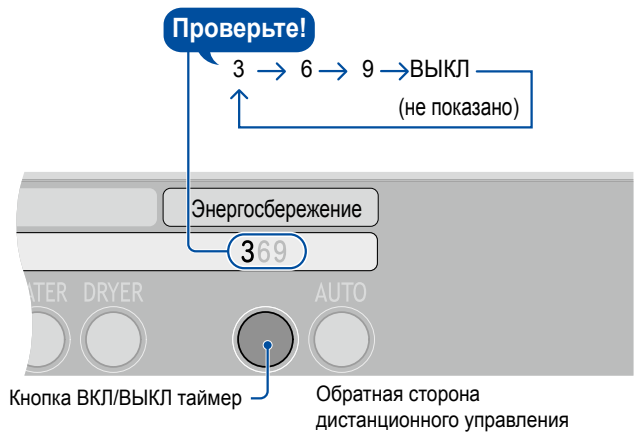 Проверьте!
3 → 6 → 9 → ВЫКЛ
(не показано)
Энергосбережение
369
ATER DRYER AUTO
Кнопка ВКЛ/ВЫКЛ таймер
Обратная сторона
дистанционного управления